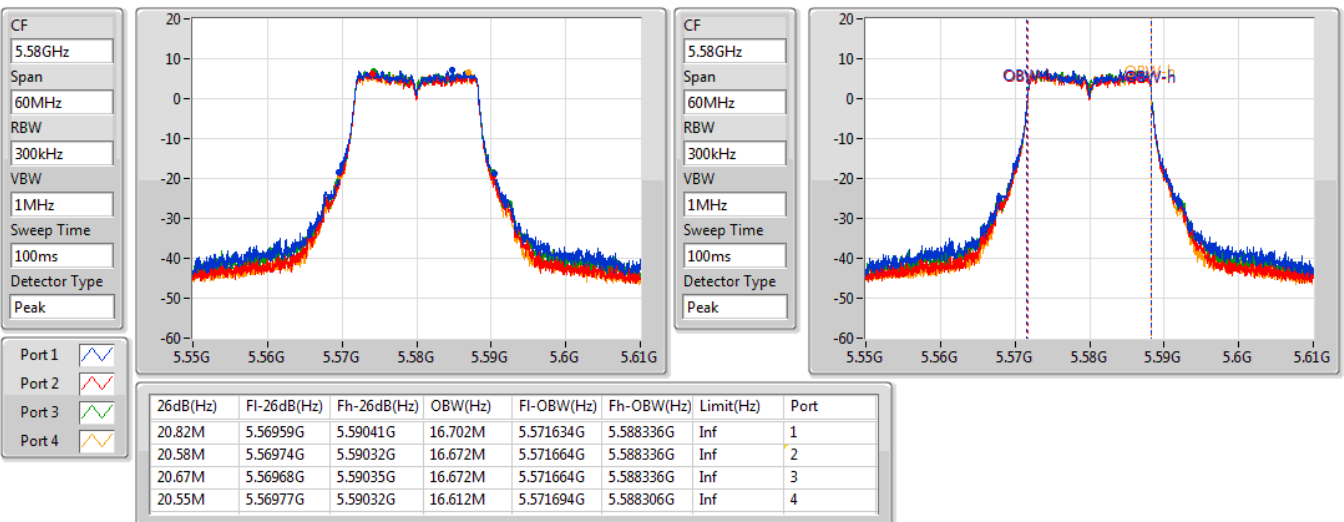 CF
5.58GHz
Span
60MHz
RBW
300kHz
VBW
1MHz
Sweep Time
100ms
Detector Type
Peak
20
10
0
-10
-20
-30
-40
-50
-60
5.55G 5.56G 5.57G 5.58G 5.59G 5.6G 5.61G
CF
5.58GHz
Span
60MHz
RBW
300kHz
VBW
1MHz
Sweep Time
100ms
Detector Type
Peak
20
10
0
-10
-20
-30
-40
-50
-60
5.55G 5.56G 5.57G 5.58G 5.59G 5.6G 5.61G
Port 1
Port 2
Port 3
Port 4
26dB(Hz) Fl-26dB(Hz) Fh-26dB(Hz) OBW(Hz) Fl-OBW(Hz) Fh-OBW(Hz) Limit(Hz) Port
20.82M 5.56959G 5.59041G 16.702M 5.571634G 5.588336G Inf 1
20.58M 5.56974G 5.59032G 16.672M 5.571664G 5.588336G Inf 2
20.67M 5.56968G 5.59035G 16.672M 5.571664G 5.588336G Inf 3
20.55M 5.56977G 5.59032G 16.612M 5.571694G 5.588306G Inf 4